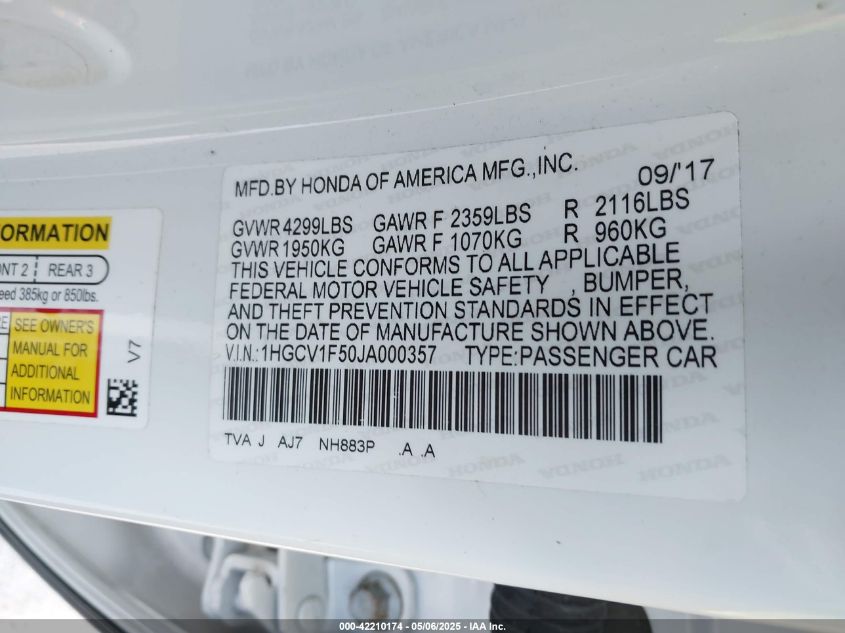 MFD.BY HONDA OF AMERICA MFG.,INC. 09/'17
GVWR 4299LBS GAWR F 2359LBS R 2116LBS
GVWR 1950KG GAWR F 1070KG R 960KG
THIS VEHICLE CONFORMS TO ALL APPLICABLE
FEDERAL MOTOR VEHICLE SAFETY , BUMPER,
AND THEFT PREVENTION STANDARDS IN EFFECT
ON THE DATE OF MANUFACTURE SHOWN ABOVE.
V.I.N.: 1HGCV1F50JA000357 TYPE:PASSENGER CAR
TVA J AJ7 NH883P .A .A
ORMATION
NT 2 REAR 3
eed 385kg or 850lbs.
SEE OWNER'S
MANUAL FOR
ADDITIONAL
INFORMATION
V7
HONDA
000-42210174 - 05/06/2025 - IAA